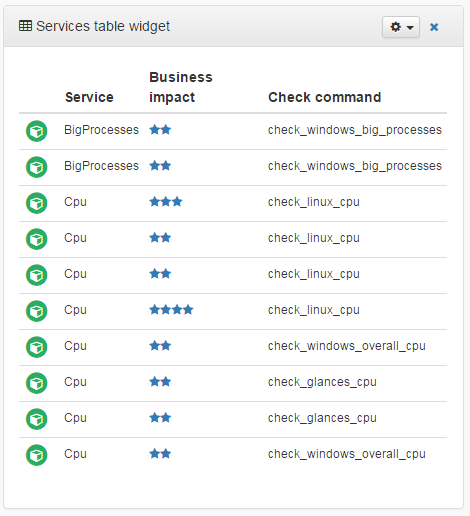 Services table widget
Service Business impact Check command
BigProcesses ★★ check_windows_big_processes
BigProcesses ★★ check_windows_big_processes
Cpu ★★★ check_linux_cpu
Cpu ★★ check_linux_cpu
Cpu ★★ check_linux_cpu
Cpu ★★★★ check_linux_cpu
Cpu ★★ check_windows_overall_cpu
Cpu ★★ check_glances_cpu
Cpu ★★ check_glances_cpu
Cpu ★★ check_windows_overall_cpu